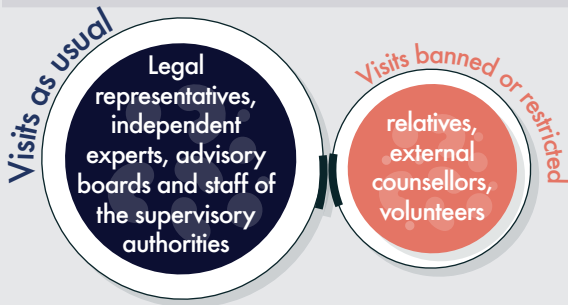 Visits as usual
Legal
representatives,
independent
experts, advisory
boards and staff of
the supervisory
authorities
Visits banned or restricted
relatives,
external
counsellors,
volunteers